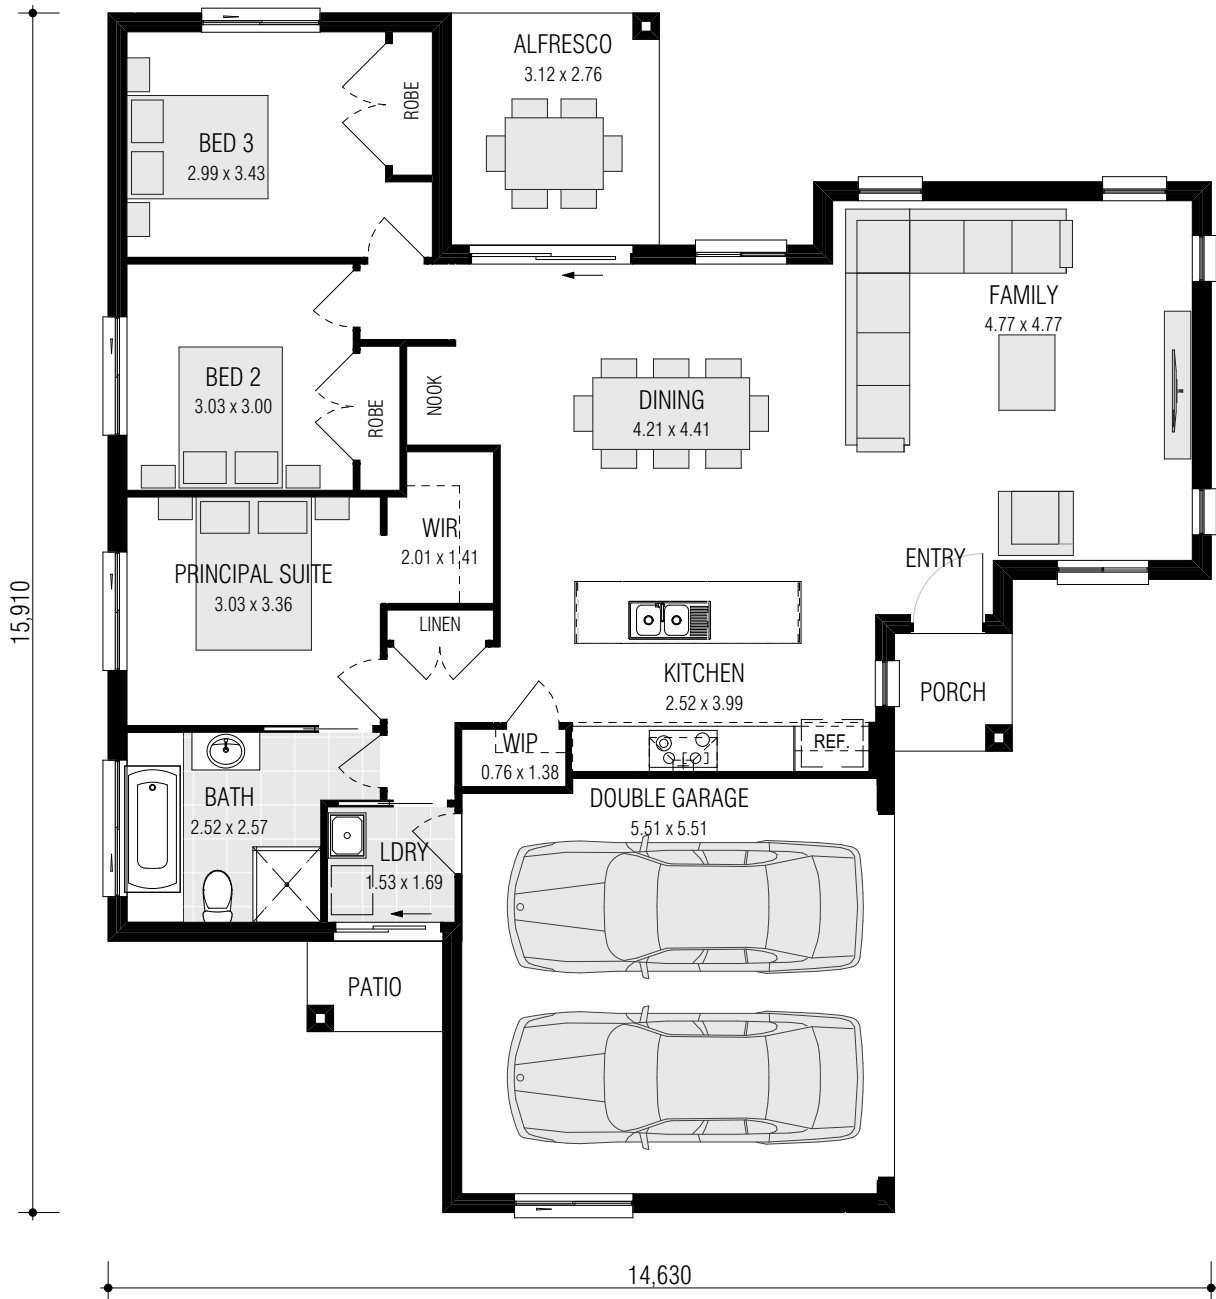 ALFRESCO
3.12 x 2.76
ROBE
BED 3
2.99 x 3.43
FAMILY
4.77 x 4.77
BED 2
3.03 x 3.00
ROBE
NOOK
DINING
4.21 x 4.41
WIR
2.01 x 1.41
ENTRY
PRINCIPAL SUITE
3.03 x 3.36
15,910
LINEN
KITCHEN
2.52 x 3.99
PORCH
WIP
0.76 x 1.38
REF.
BATH
2.52 x 2.57
DOUBLE GARAGE
5.51 x 5.51
LDRY
1.53 x 1.69
PATIO
14,630